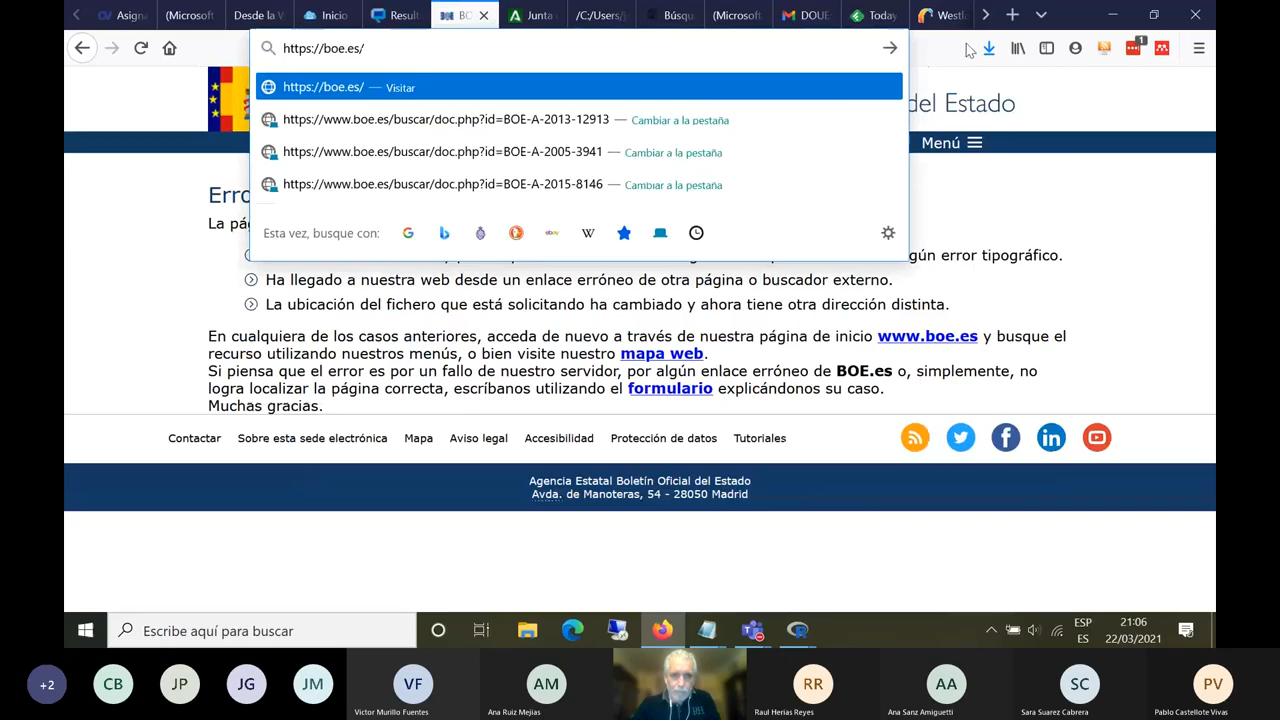 Asigna
(Microsoft
Desde la W
Inicio
Result
BO
Junta
/C:/Users/j
Búsqu
(Microsoft
DOUE
Today
Westla
https://boe.es/
1
https://boe.es/ — Visitar
https://www.boe.es/buscar/doc.php?id=BOE-A-2013-12913 — Cambiar a la pestaña
https://www.boe.es/buscar/doc.php?id=BOE-A-2005-3941 — Cambiar a la pestaña
https://www.boe.es/buscar/doc.php?id=BOE-A-2015-8146 — Cambiar a la pestaña
Esta vez, busque con:
G
ebay
W
del Estado
Menú
Erro
La pá
gún error tipográfico.
Ha llegado a nuestra web desde un enlace erróneo de otra página o buscador externo.
La ubicación del fichero que está solicitando ha cambiado y ahora tiene otra dirección distinta.
En cualquiera de los casos anteriores, acceda de nuevo a través de nuestra página de inicio www.boe.es y busque el
recurso utilizando nuestros menús, o bien visite nuestro mapa web.
Si piensa que el error es por un fallo de nuestro servidor, por algún enlace erróneo de BOE.es o, simplemente, no
logra localizar la página correcta, escríbanos utilizando el formulario explicándonos su caso.
Muchas gracias.
Contactar Sobre esta sede electrónica Mapa Aviso legal Accesibilidad Protección de datos Tutoriales
Agencia Estatal Boletín Oficial del Estado
Avda. de Manoteras, 54 - 28050 Madrid
Escribe aquí para buscar
ESP
ES
21:06
22/03/2021
+2
CB
JP
JG
JM
VF
AM
RR
AA
SC
PV
Victor Murillo Fuentes
Ana Ruiz Mejias
Raul Herias Reyes
Ana Sanz Amiguetti
Sara Suarez Cabrera
Pablo Castellote Vivas